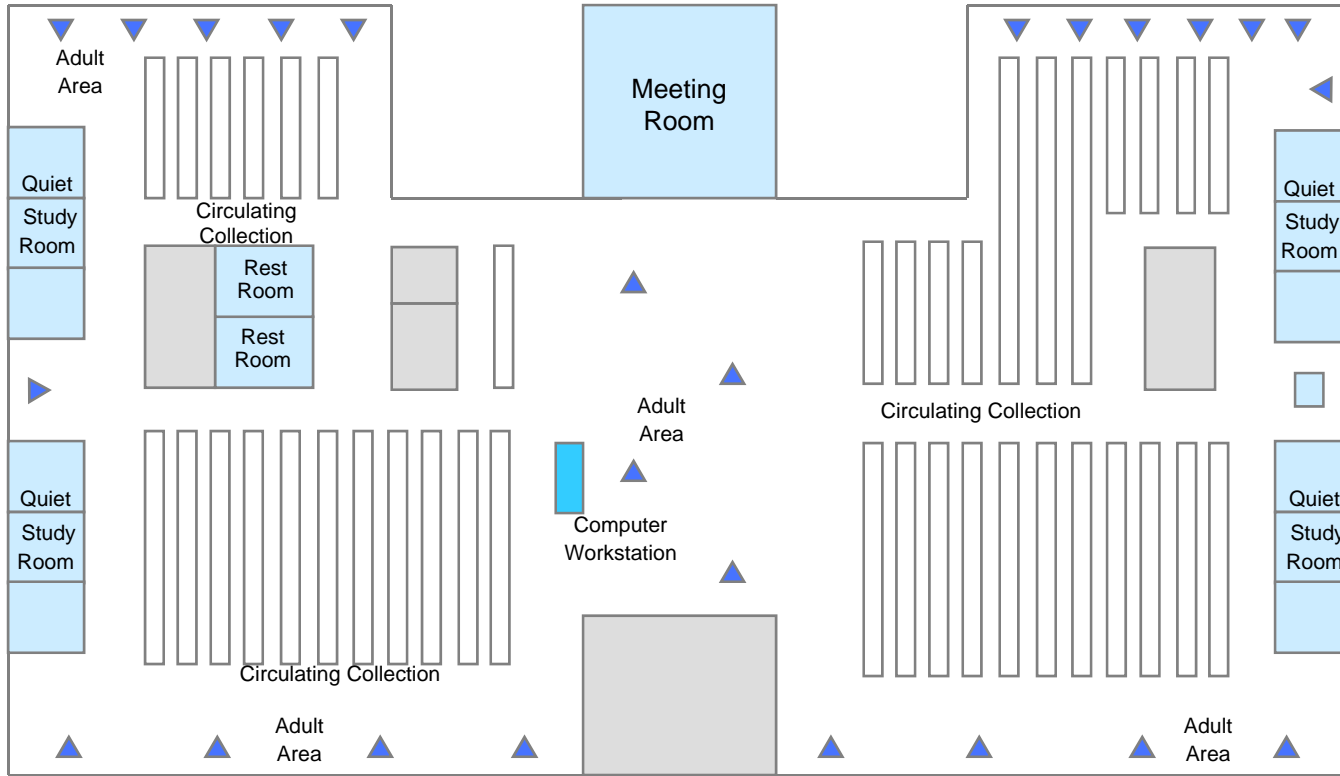 Adult
Area
Meeting
Room
Quiet
Study
Room
Circulating
Collection
Rest
Room
Rest
Room
Quiet
Study
Room
Adult
Area
Circulating Collection
Quiet
Study
Room
Computer
Workstation
Quiet
Study
Room
Circulating Collection
Adult
Area
Adult
Area